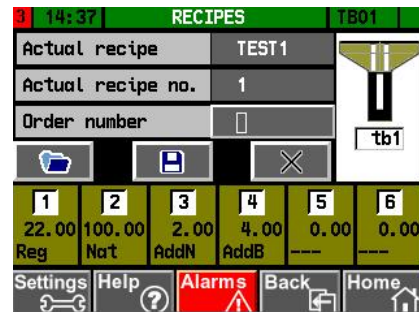 3 14:37 RECIPES TB01
Actual recipe TEST1
Actual recipe no. 1
Order number
tb1
1 2 3 4 5 6
22.00 100.00 2.00 4.00 0.00 0.00
Reg Nat AddN AddB --- ---
Settings Help ? Alarms Back Home